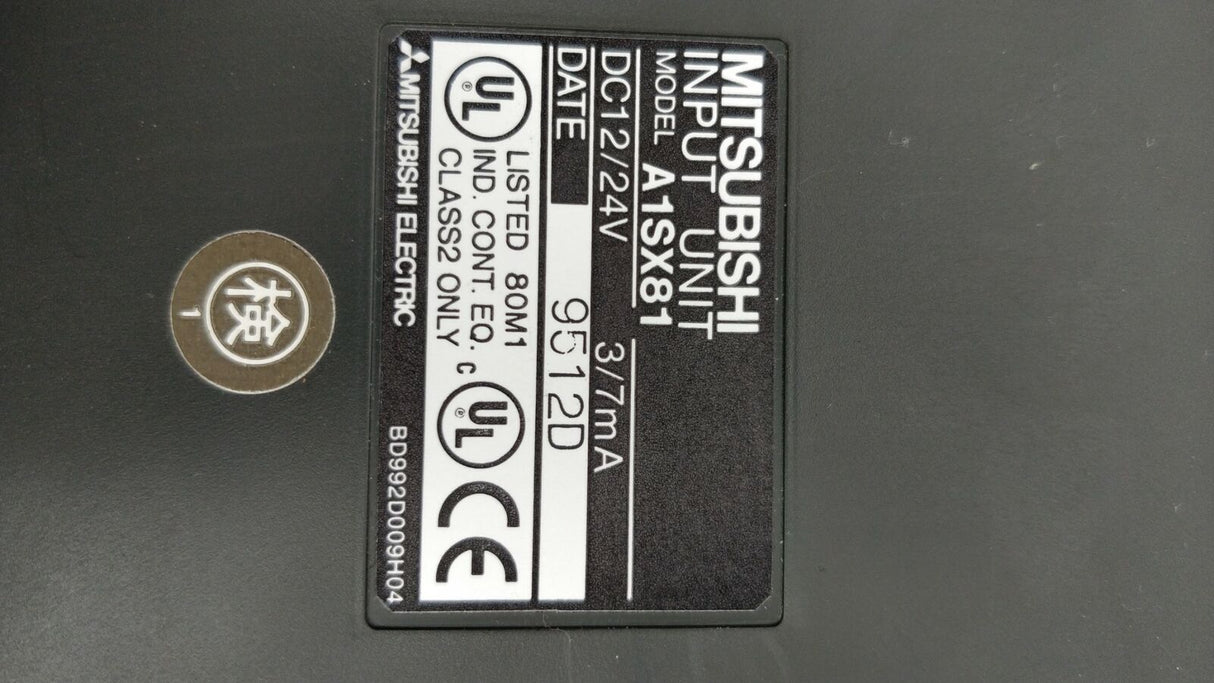 MITSUBISHI
INPUT UNIT
MODEL A1SX81
DC12/24V 3/7mA
DATE 9512D
UL ® LISTED 80M1
IND. CONT. EQ.
CLASS2 ONLY
c UL ® CE
MITSUBISHI ELECTRIC BD992D009H04
検
1